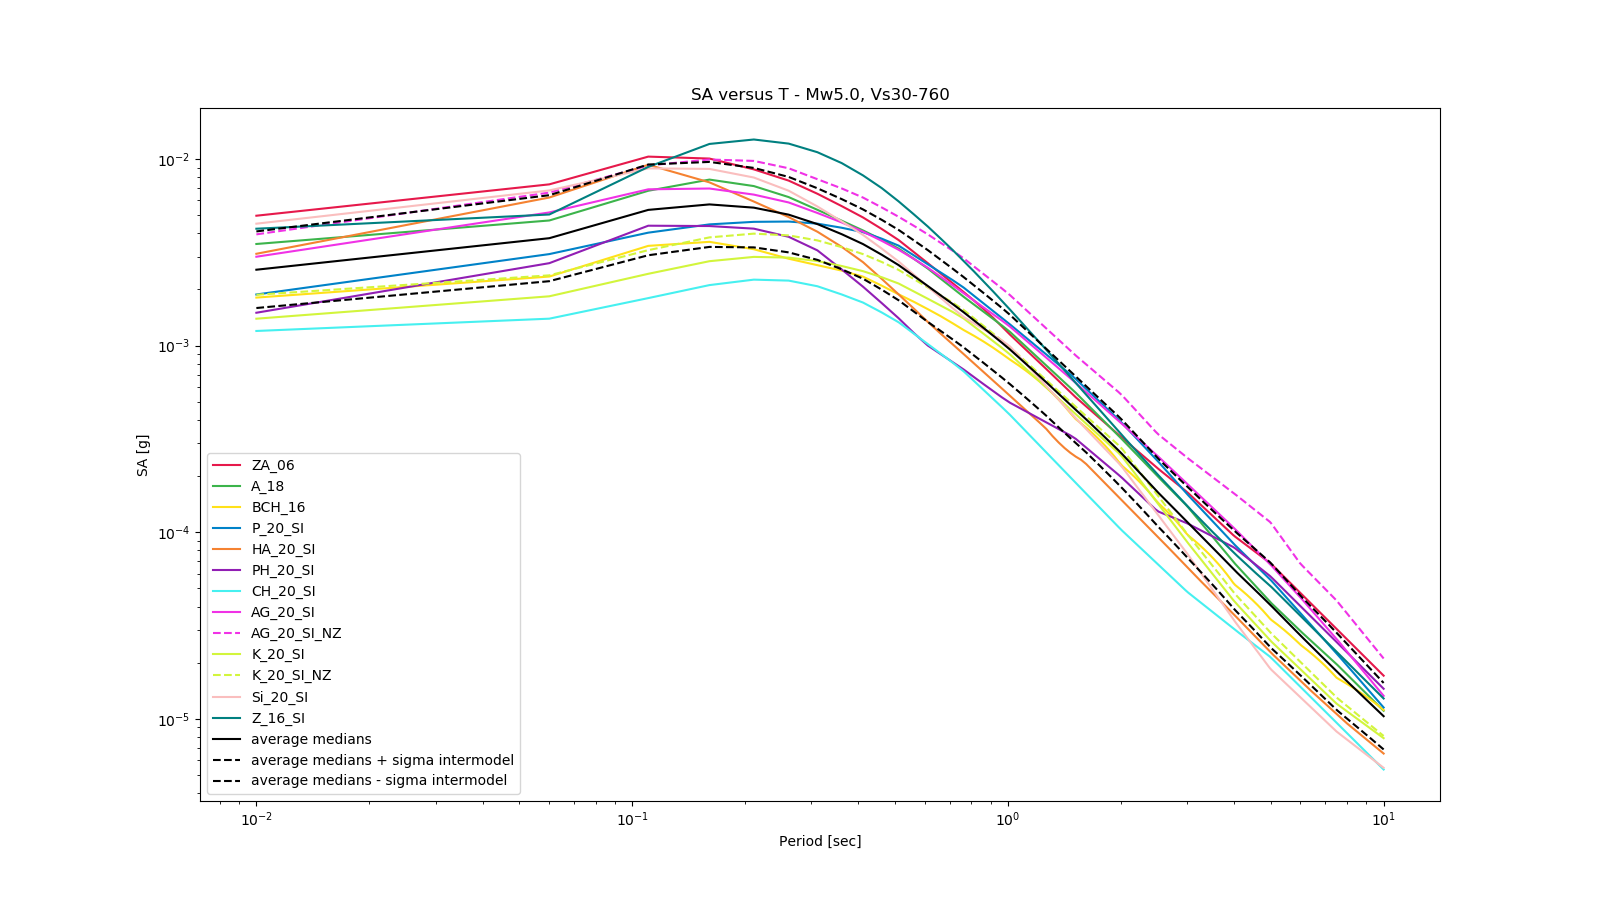 SA versus T - Mw5.0, Vs30-760
SA [g]
10⁻²
10⁻³
10⁻⁴
10⁻⁵
ZA_06
A_18
BCH_16
P_20_SI
HA_20_SI
PH_20_SI
CH_20_SI
AG_20_SI
AG_20_SI_NZ
K_20_SI
K_20_SI_NZ
Si_20_SI
Z_16_SI
average medians
average medians + sigma intermodel
average medians - sigma intermodel
10⁻² 10⁻¹ 10⁰ 10¹
Period [sec]